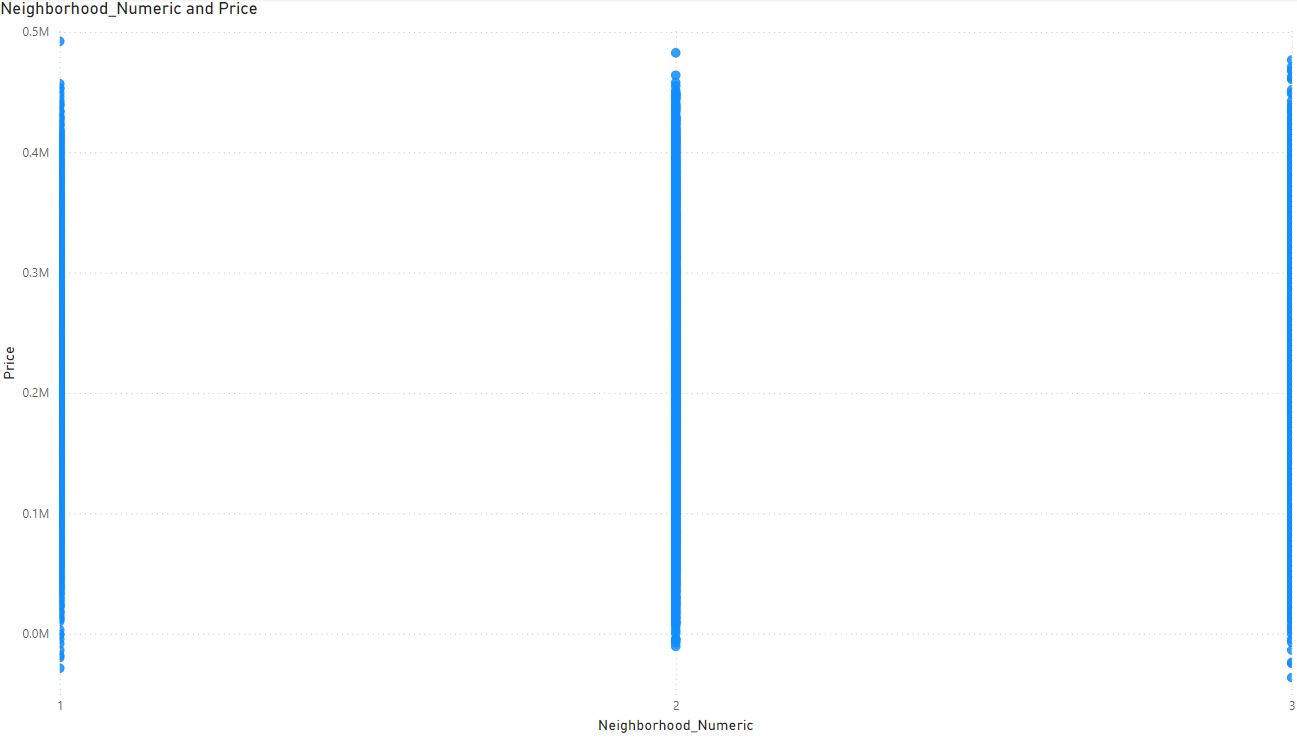 Neighborhood_Numeric and Price
0.5M
0.4M
0.3M
0.2M
0.1M
0.0M
Price
1
2
3
Neighborhood_Numeric